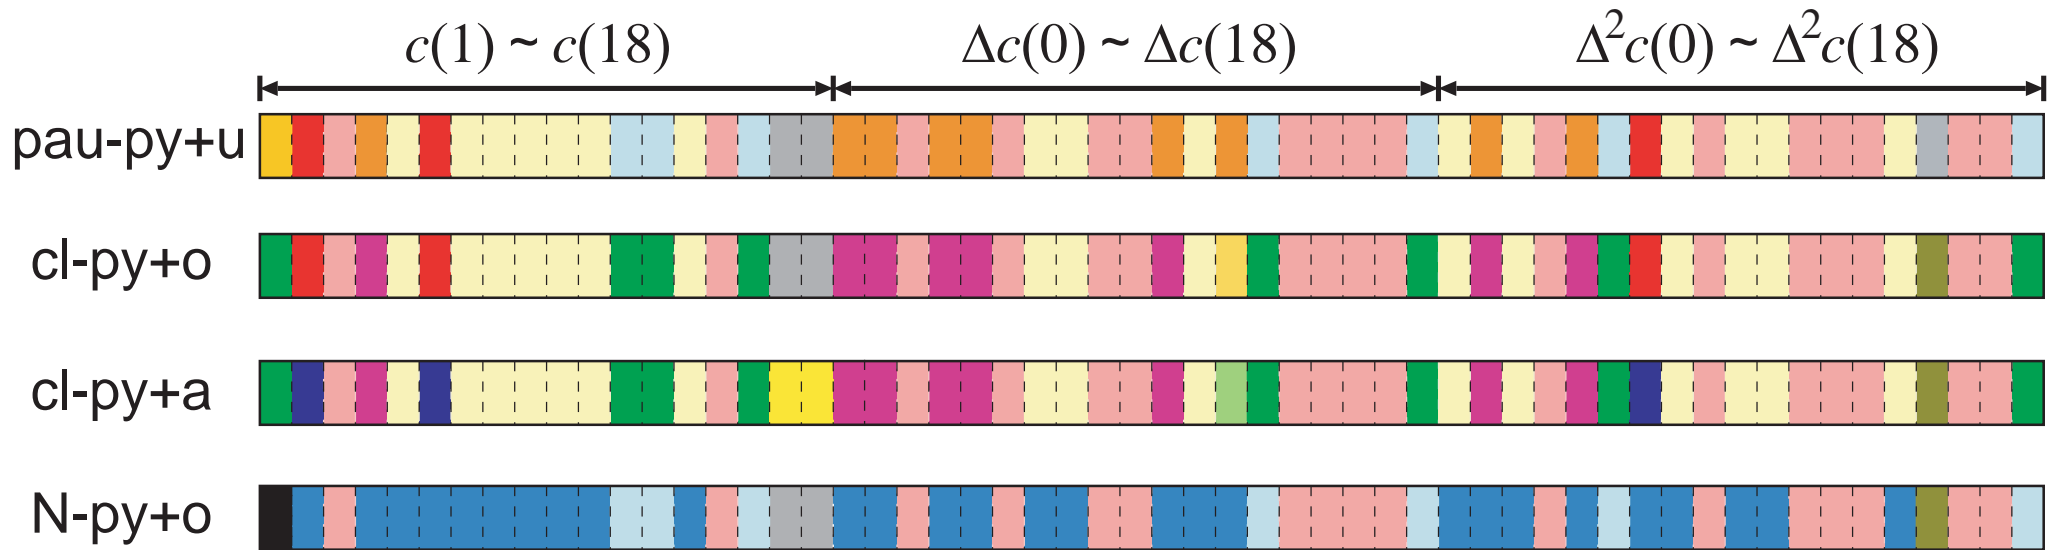 c(1) ~ c(18) Δc(0) ~ Δc(18) Δ²c(0) ~ Δ²c(18)
pau-py+u
cl-py+o
cl-py+a
N-py+o